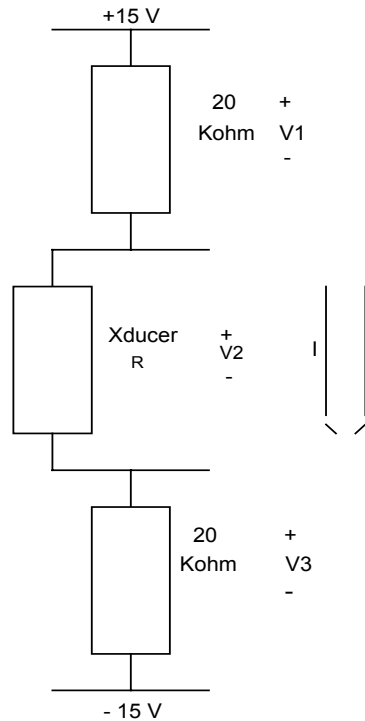 +15 V
20 +
Kohm V1
-
Xducer +
R V2
-
I
20 +
Kohm V3
-
- 15 V